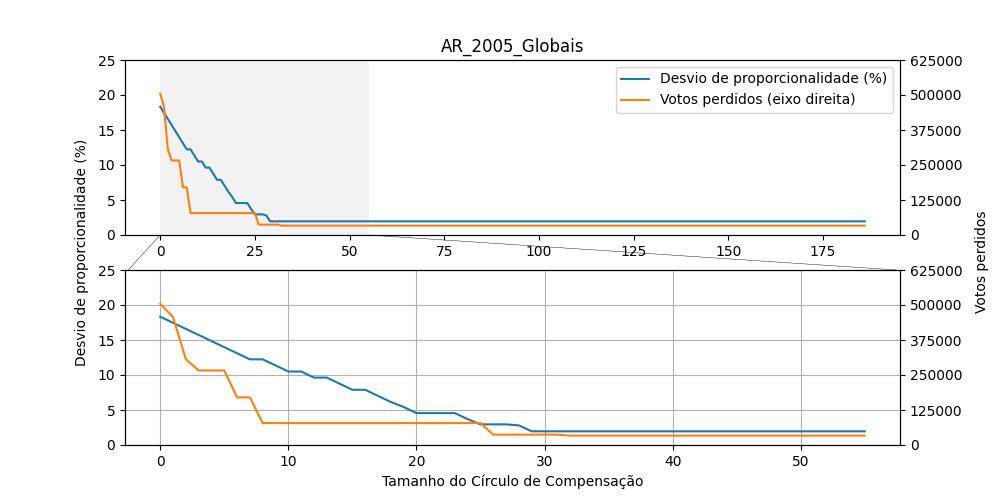 AR_2005_Globais
25 625000
20 500000
15 375000
10 250000
5 125000
0 0
Desvio de proporcionalidade (%)
Votos perdidos (eixo direita)
0 25 50 75 100 125 150 175
Desvio de proporcionalidade (%)
Votos perdidos
25 625000
20 500000
15 375000
10 250000
5 125000
0 0
0 10 20 30 40 50
Tamanho do Círculo de Compensação